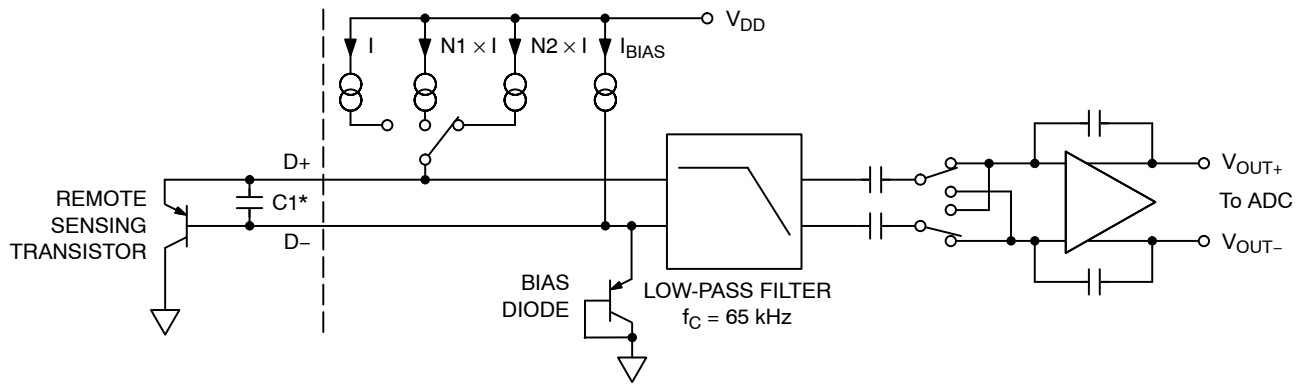 V_DD
I
N1 × I
N2 × I
I_BIAS
D+
REMOTE
SENSING
TRANSISTOR
C1*
D−
BIAS
DIODE
LOW-PASS FILTER
f_C = 65 kHz
V_OUT+
To ADC
V_OUT−